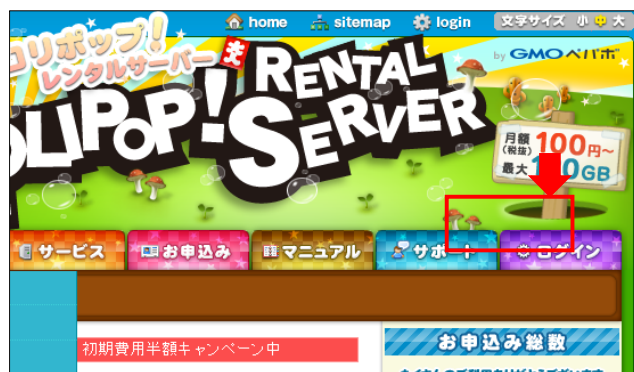 home sitemap login 文字サイズ 小 中 大
ロリポップ!
レンタルサーバー
by GMOペパボ
RENTAL
LOLIPOP! SERVER
月額(税抜)100円~
最大
GB
サービス お申込み マニュアル サポート ログイン
初期費用半額キャンペーン中
お申込み総数